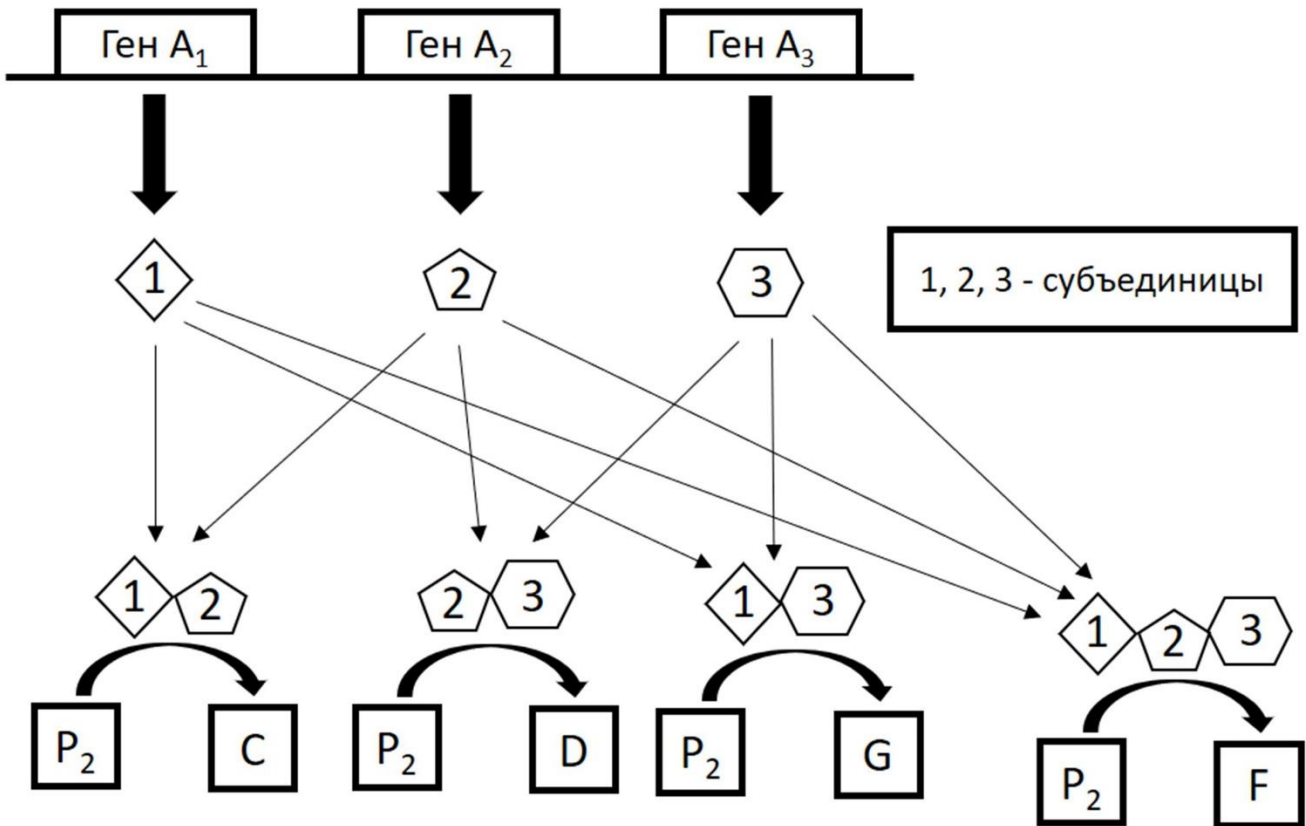 Ген A₁ Ген A₂ Ген A₃
1 2 3
1, 2, 3 - субъединицы
1 2 2 3 1 3 1 2 3
P₂ C P₂ D P₂ G P₂ F